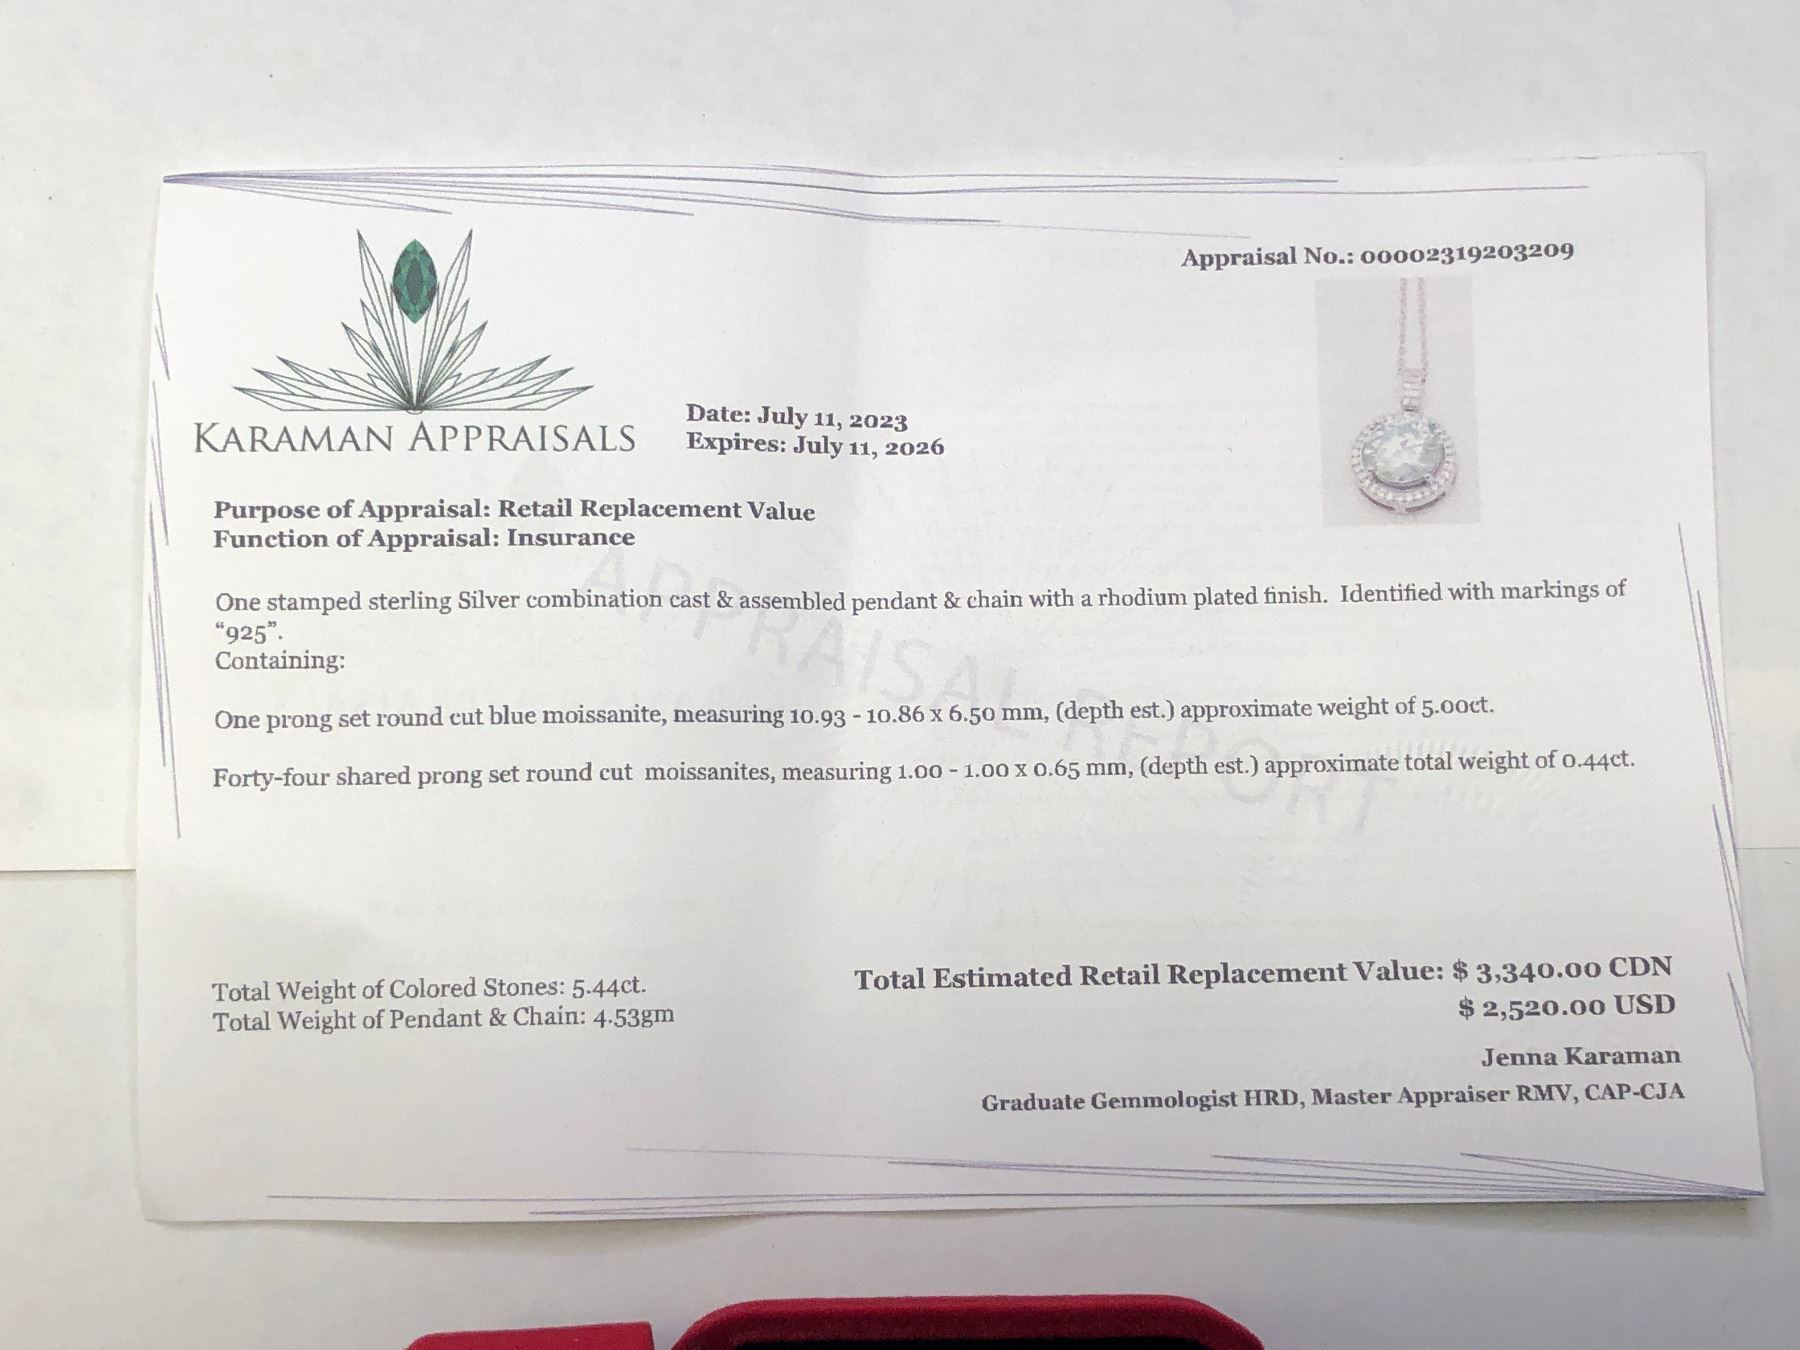 Appraisal No.: 00002319203209
KARAMAN APPRAISALS
Date: July 11, 2023
Expires: July 11, 2026
Purpose of Appraisal: Retail Replacement Value
Function of Appraisal: Insurance
One stamped sterling Silver combination cast & assembled pendant & chain with a rhodium plated finish. Identified with markings of
“925”.
Containing:
One prong set round cut blue moissanite, measuring 10.93 - 10.86 x 6.50 mm, (depth est.) approximate weight of 5.00ct.
Forty-four shared prong set round cut moissanites, measuring 1.00 - 1.00 x 0.65 mm, (depth est.) approximate total weight of 0.44ct.
APPRAISAL REPORT
Total Weight of Colored Stones: 5.44ct.
Total Weight of Pendant & Chain: 4.53gm
Total Estimated Retail Replacement Value: $ 3,340.00 CDN
$ 2,520.00 USD
Jenna Karaman
Graduate Gemmologist HRD, Master Appraiser RMV, CAP-CJA